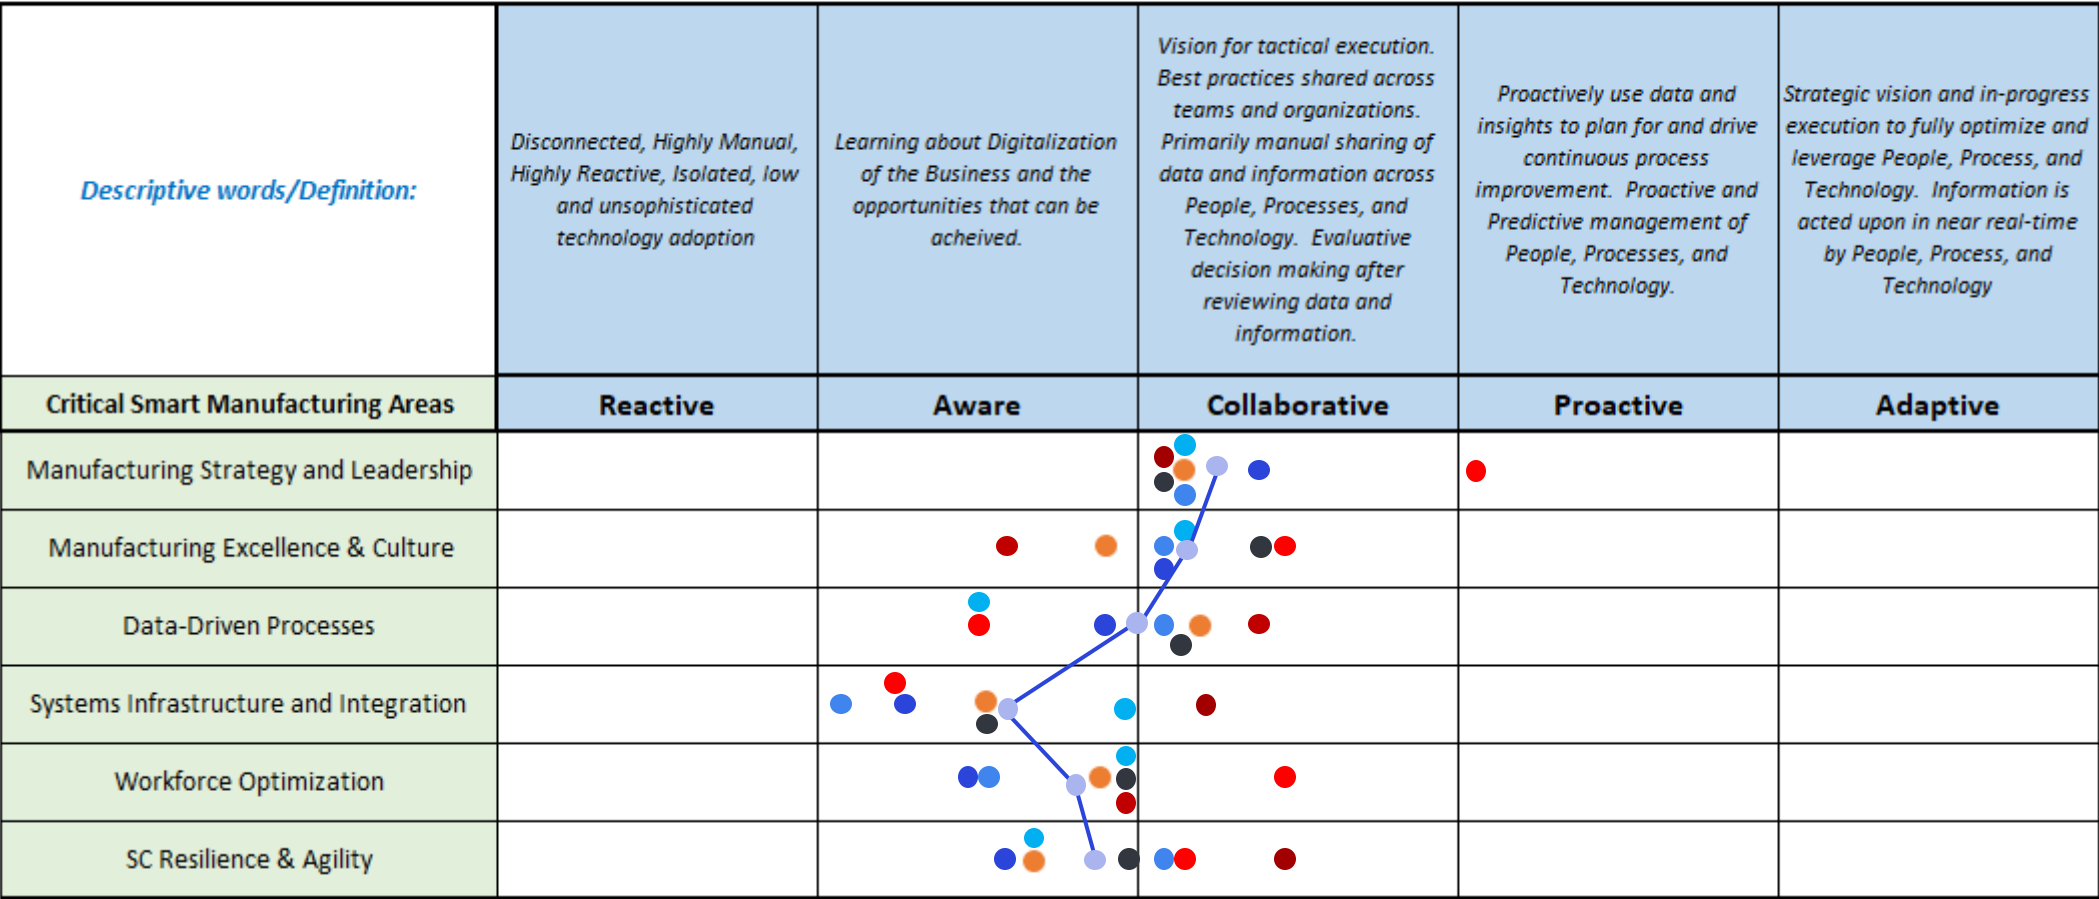 Descriptive words/Definition:
Disconnected, Highly Manual,
Highly Reactive, Isolated, low
and unsophisticated
technology adoption
Learning about Digitalization
of the Business and the
opportunities that can be
acheived.
Vision for tactical execution.
Best practices shared across
teams and organizations.
Primarily manual sharing of
data and information across
People, Processes, and
Technology.  Evaluative
decision making after
reviewing data and
information.
Proactively use data and
insights to plan for and drive
continuous process
improvement.  Proactive and
Predictive management of
People, Processes, and
Technology.
Strategic vision and in-progress
execution to fully optimize and
leverage People, Process, and
Technology.  Information is
acted upon in near real-time
by People, Process, and
Technology
Critical Smart Manufacturing Areas
Reactive
Aware
Collaborative
Proactive
Adaptive
Manufacturing Strategy and Leadership
Manufacturing Excellence & Culture
Data-Driven Processes
Systems Infrastructure and Integration
Workforce Optimization
SC Resilience & Agility